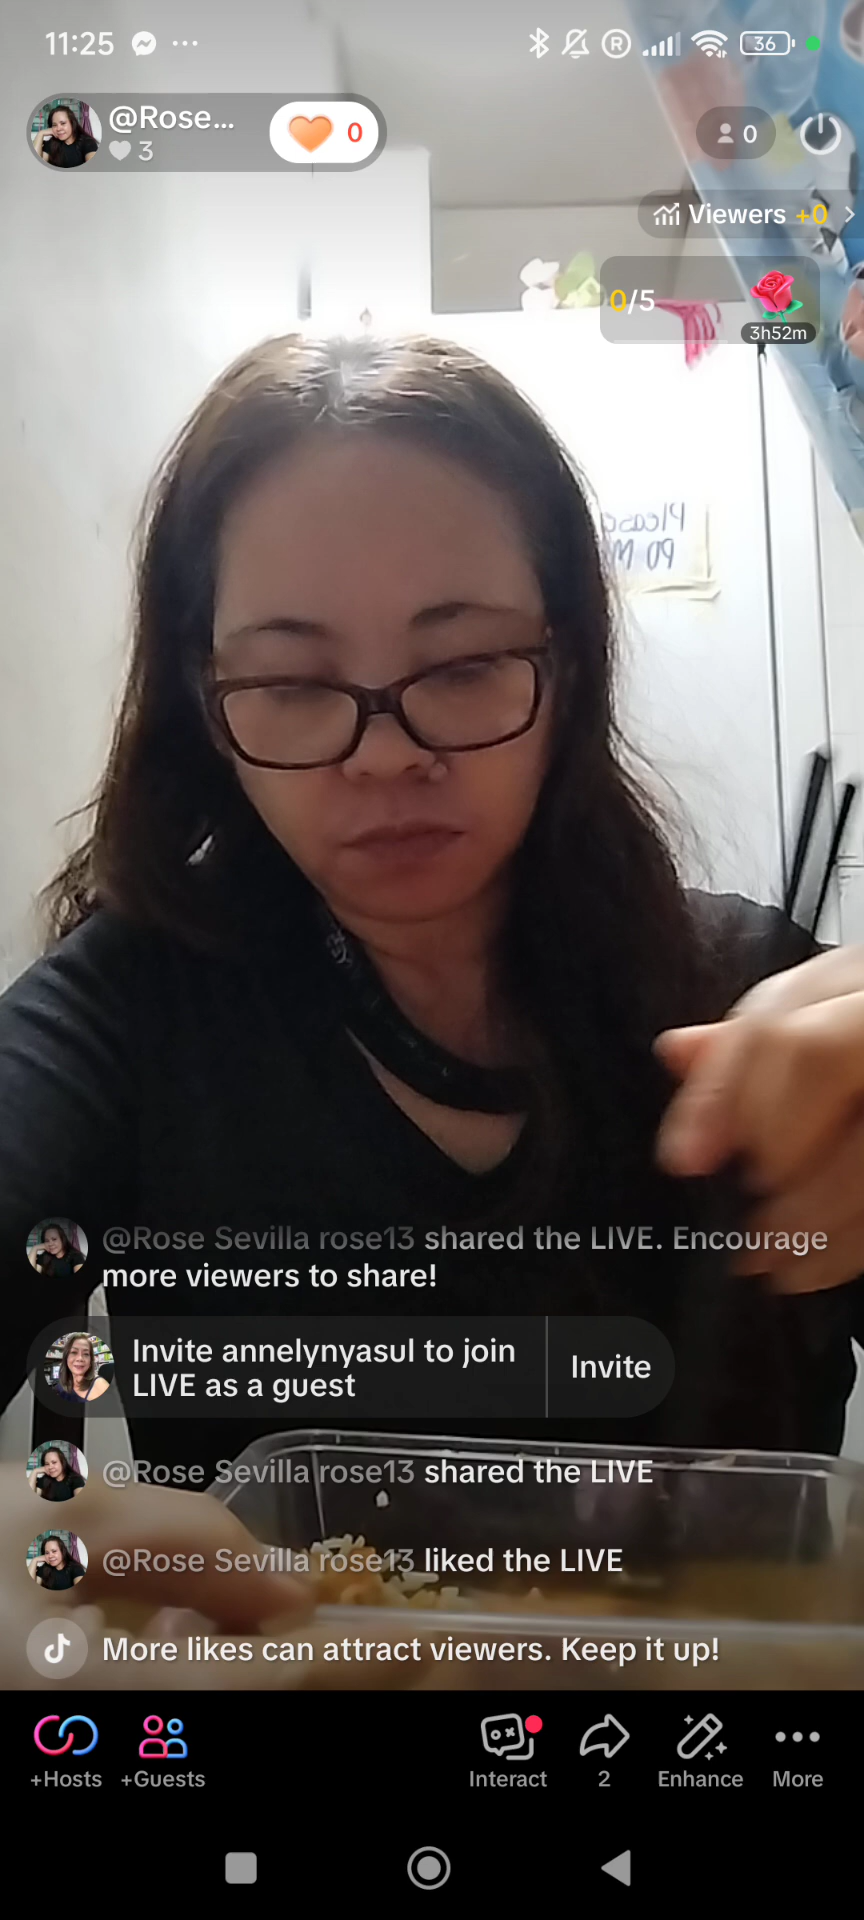 11:25
R
36
@Rose...
3
0
0
Viewers +0
0/5
3h52m
Please
PO M
@Rose Sevilla rose13 shared the LIVE. Encourage
more viewers to share!
Invite annelynyasul to join
LIVE as a guest
Invite
@Rose Sevilla rose13 shared the LIVE
@Rose Sevilla rose13 liked the LIVE
More likes can attract viewers. Keep it up!
+Hosts
+Guests
Interact
2
Enhance
More